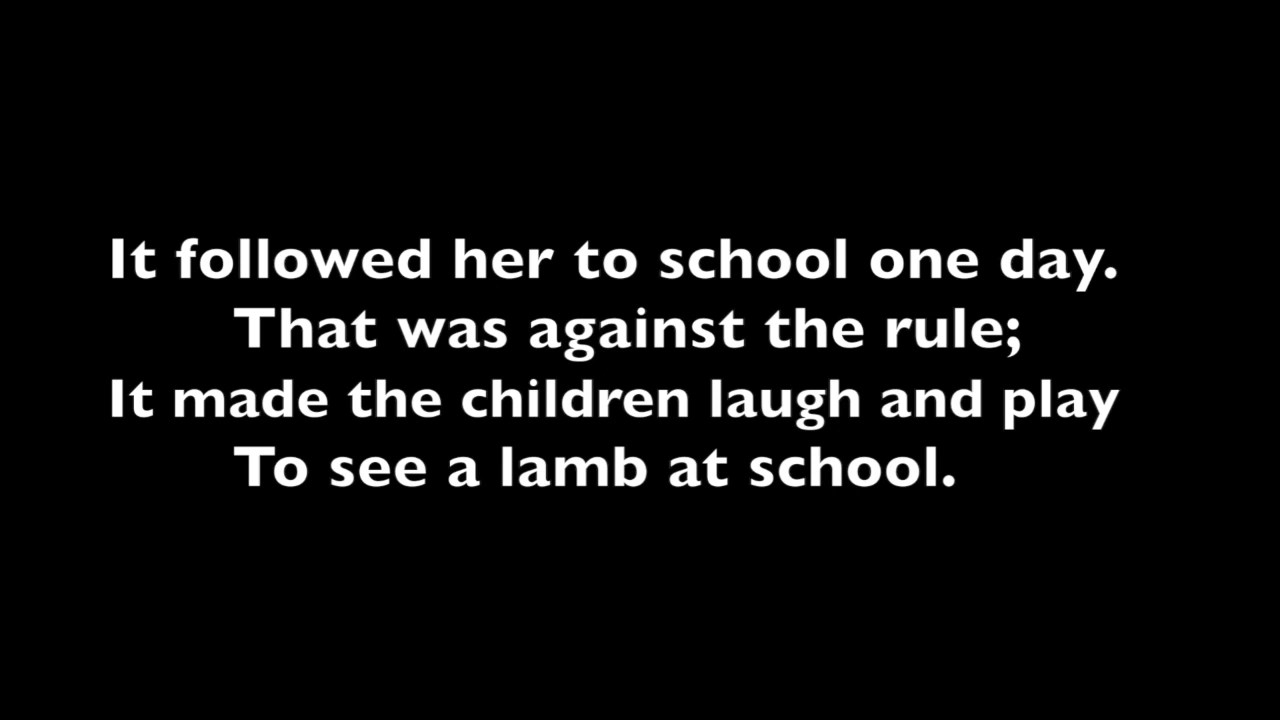 It followed her to school one day.
That was against the rule;
It made the children laugh and play
To see a lamb at school.